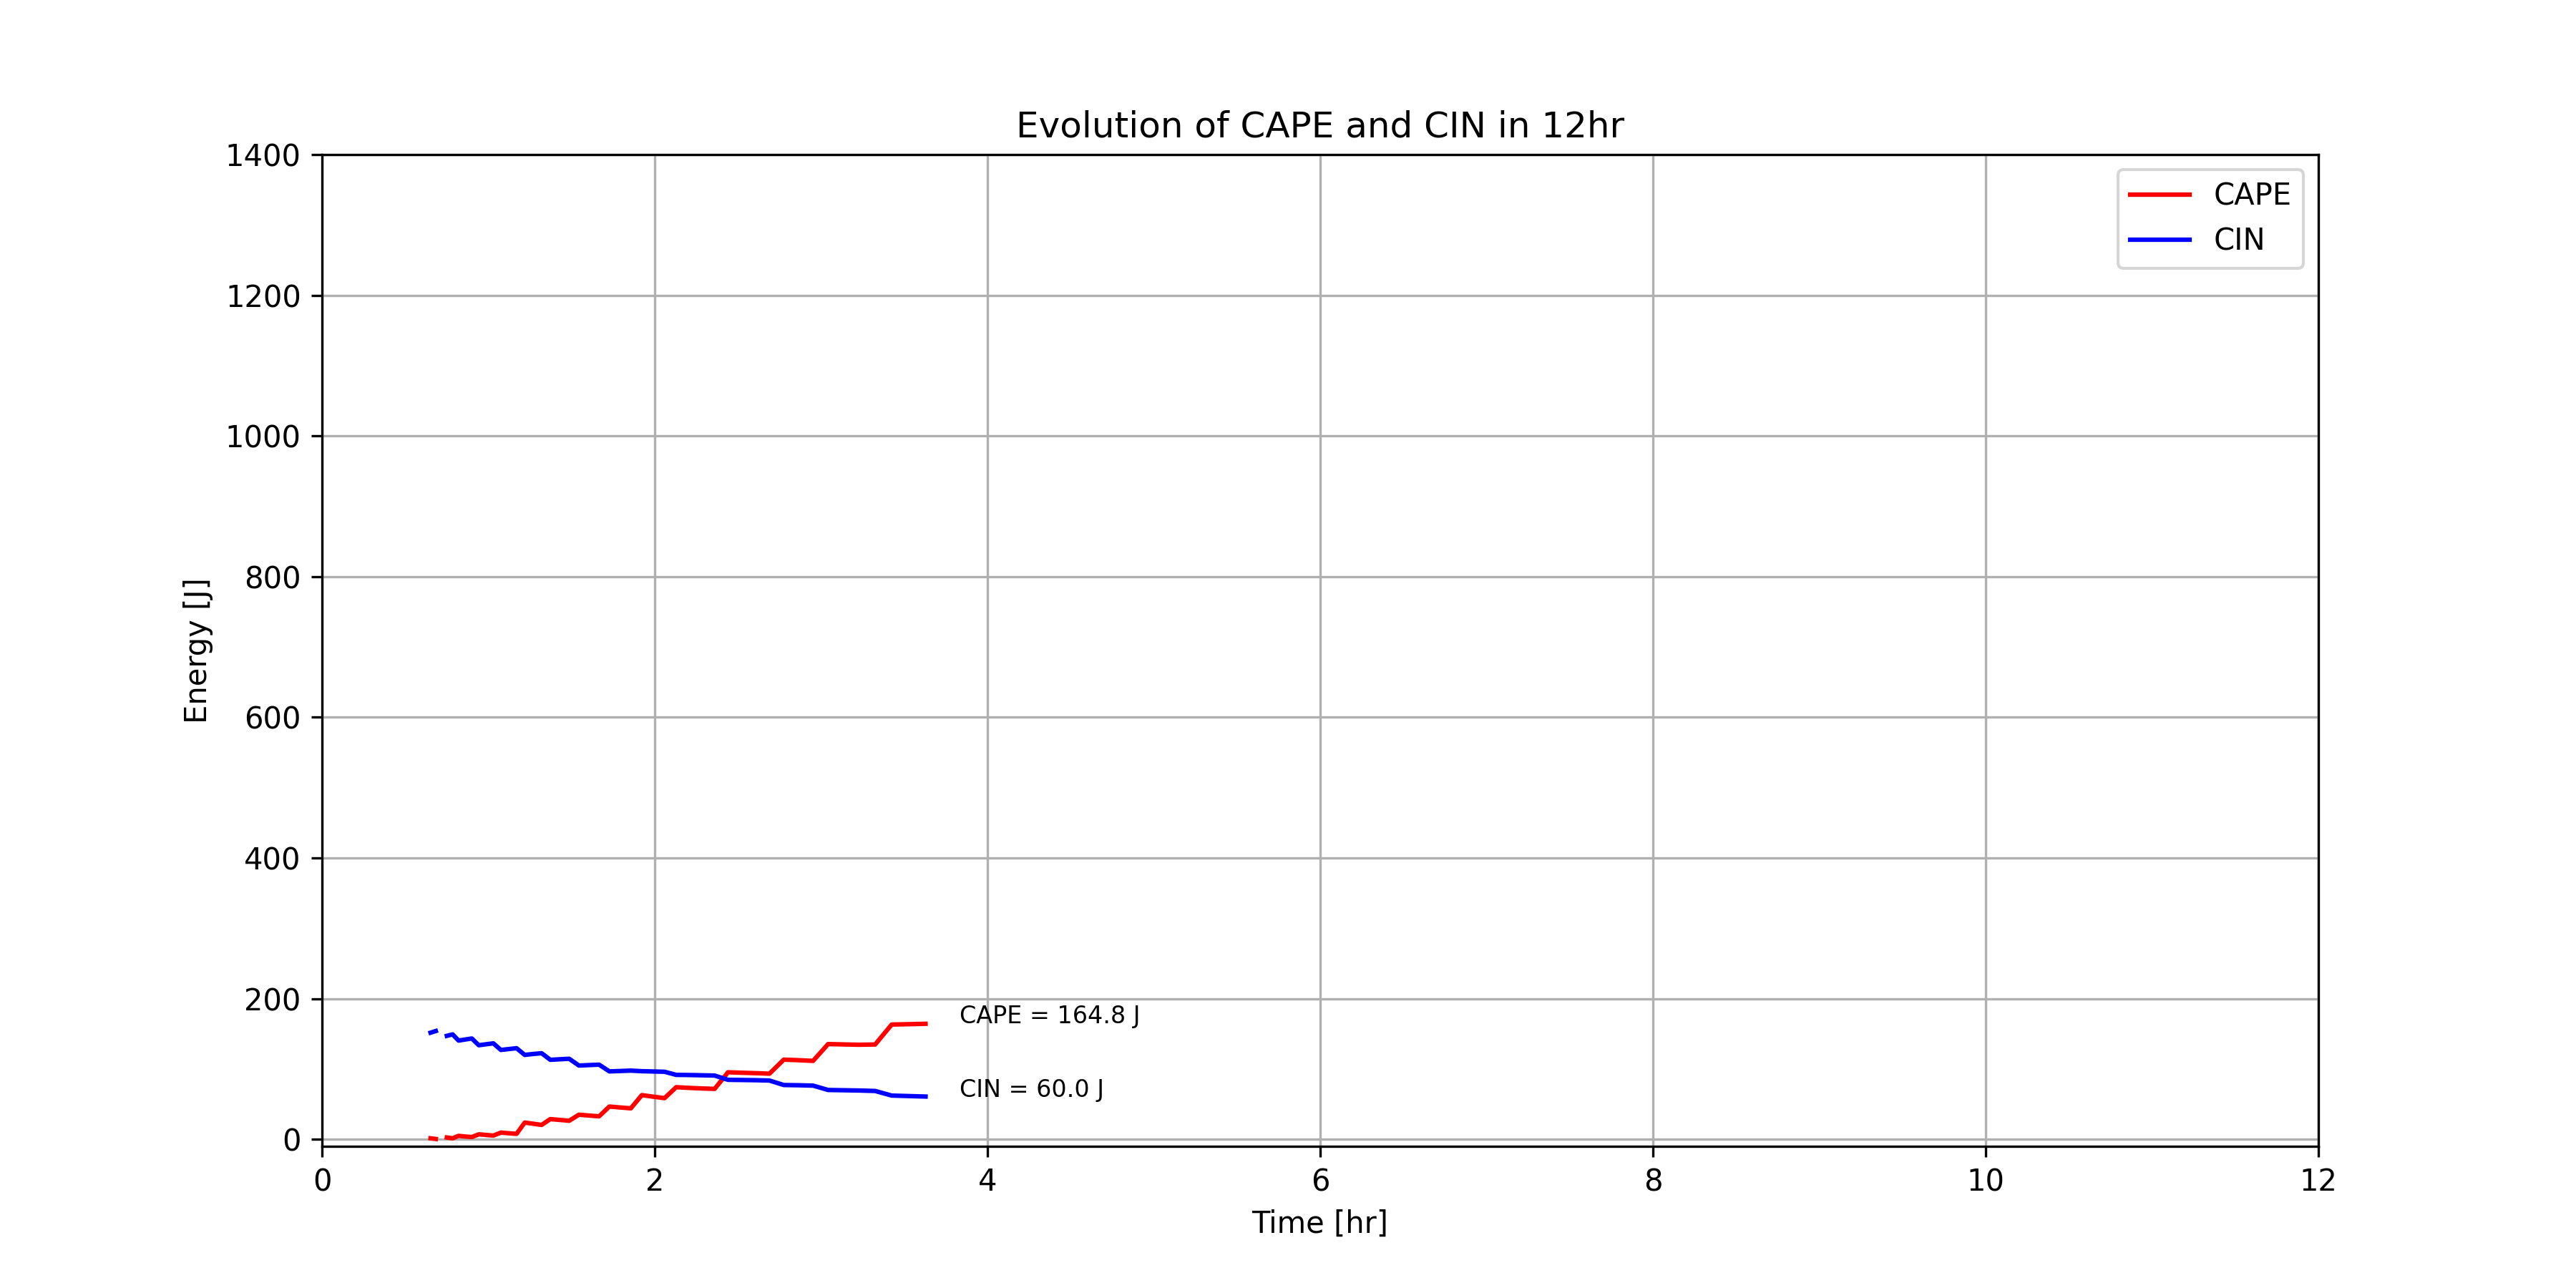 Evolution of CAPE and CIN in 12hr
1400
1200
1000
800
600
400
200
0
Energy [J]
CAPE
CIN
CAPE = 164.8 J
CIN = 60.0 J
0 2 4 6 8 10 12
Time [hr]